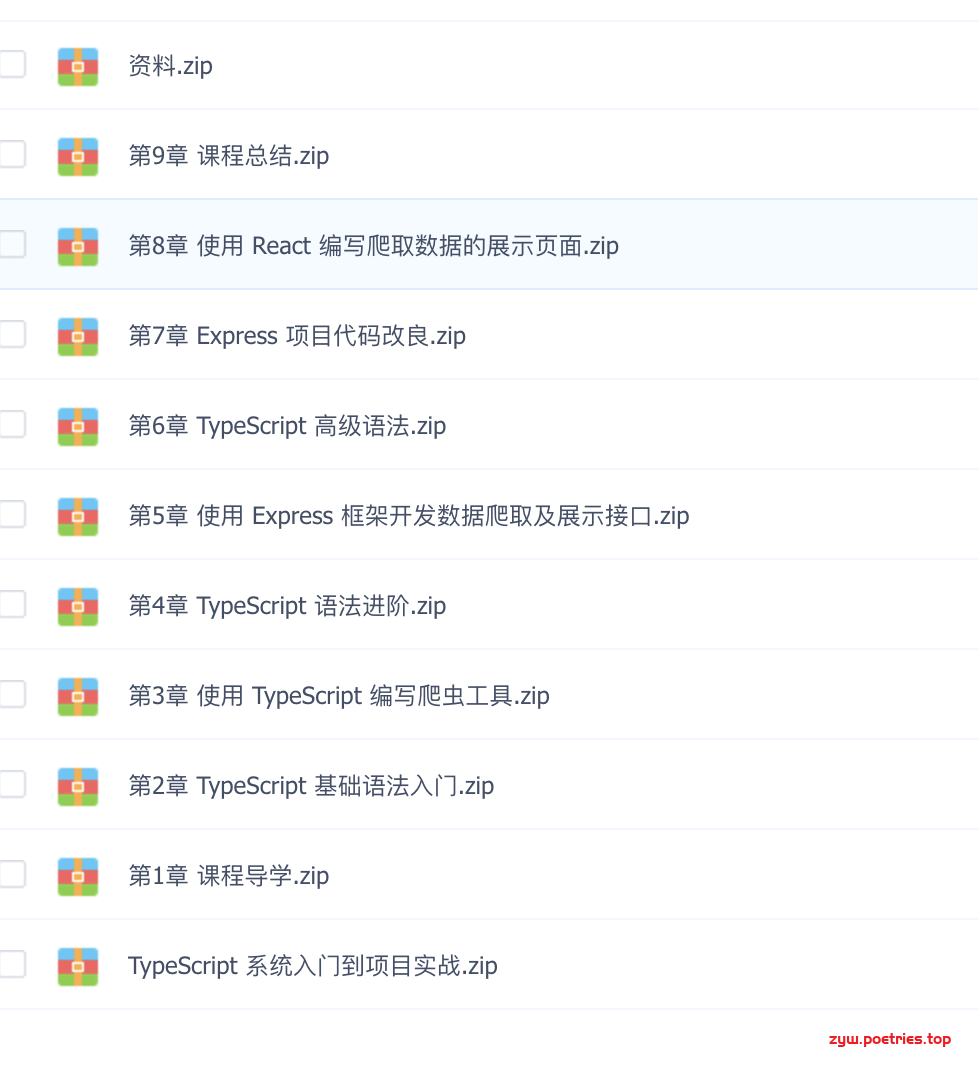 资料.zip
第9章 课程总结.zip
第8章 使用 React 编写爬取数据的展示页面.zip
第7章 Express 项目代码改良.zip
第6章 TypeScript 高级语法.zip
第5章 使用 Express 框架开发数据爬取及展示接口.zip
第4章 TypeScript 语法进阶.zip
第3章 使用 TypeScript 编写爬虫工具.zip
第2章 TypeScript 基础语法入门.zip
第1章 课程导学.zip
TypeScript 系统入门到项目实战.zip
zyw.poetries.top